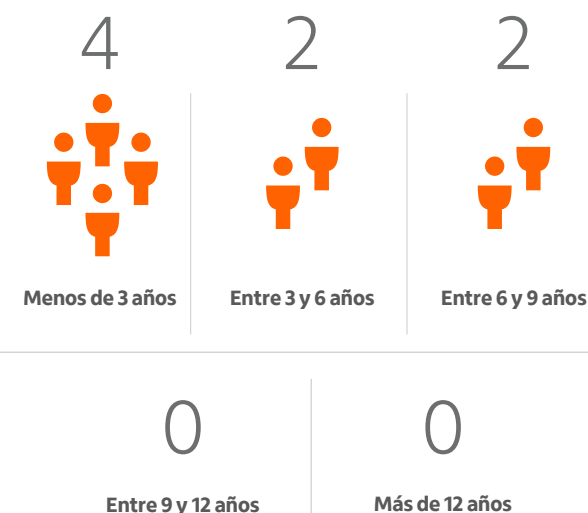 4 2 2
Menos de 3 años Entre 3 y 6 años Entre 6 y 9 años
0 0
Entre 9 y 12 años Más de 12 años